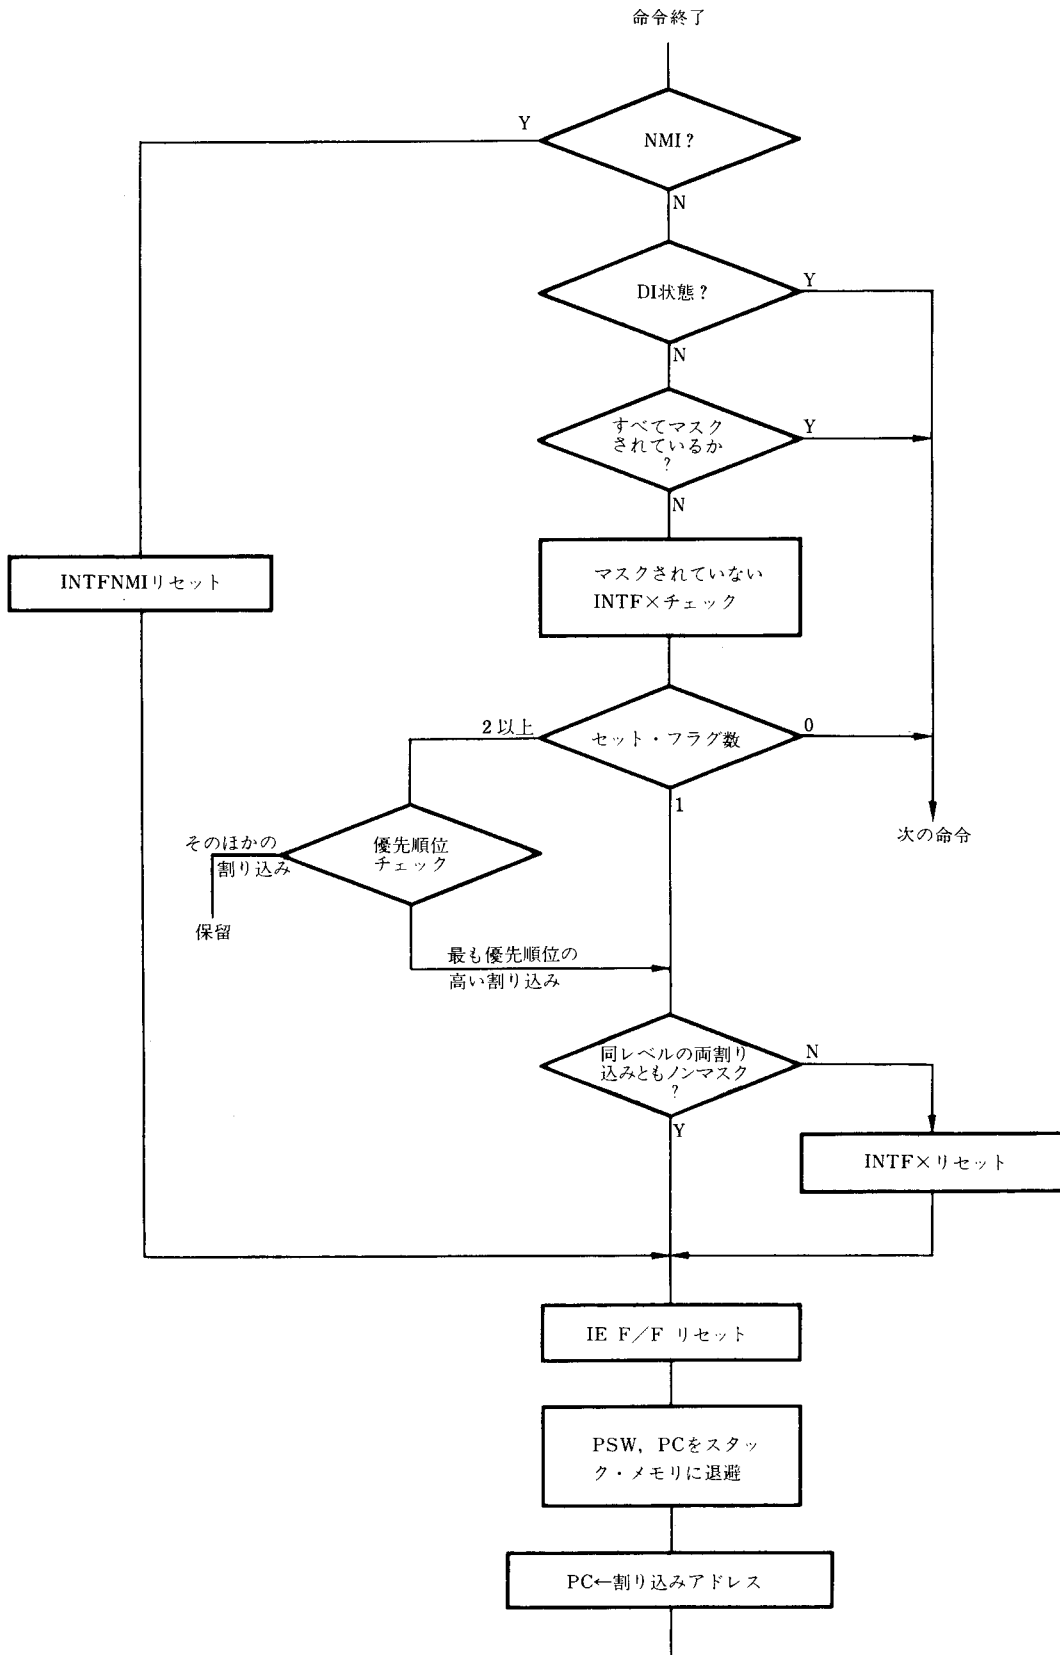 命令終了
Y
NMI?
N
DI状態?
Y
N
すべてマスク
されているか
?
Y
N
INTFNMIリセット
マスクされていない
INTF×チェック
2以上
セット・フラグ数
0
1
そのほかの
割り込み
優先順位
チェック
次の命令
保留
最も優先順位の
高い割り込み
同レベルの両割り
込みともノンマスク
?
N
Y
INTF×リセット
IE F/F リセット
PSW, PCをスタッ
ク・メモリに退避
PC←割り込みアドレス